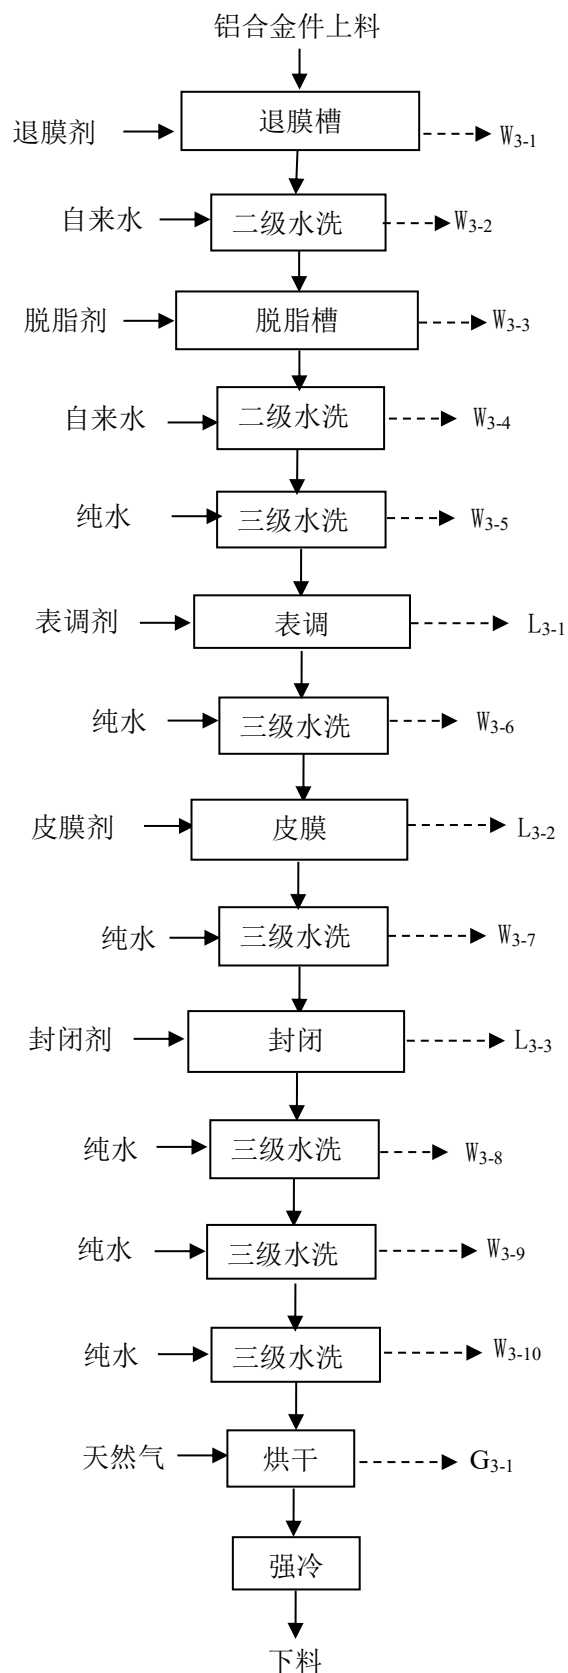 铝合金件上料
退膜剂 退膜槽 W3-1
自来水 二级水洗 W3-2
脱脂剂 脱脂槽 W3-3
自来水 二级水洗 W3-4
纯水 三级水洗 W3-5
表调剂 表调 L3-1
纯水 三级水洗 W3-6
皮膜剂 皮膜 L3-2
纯水 三级水洗 W3-7
封闭剂 封闭 L3-3
纯水 三级水洗 W3-8
纯水 三级水洗 W3-9
纯水 三级水洗 W3-10
天然气 烘干 G3-1
强冷
下料